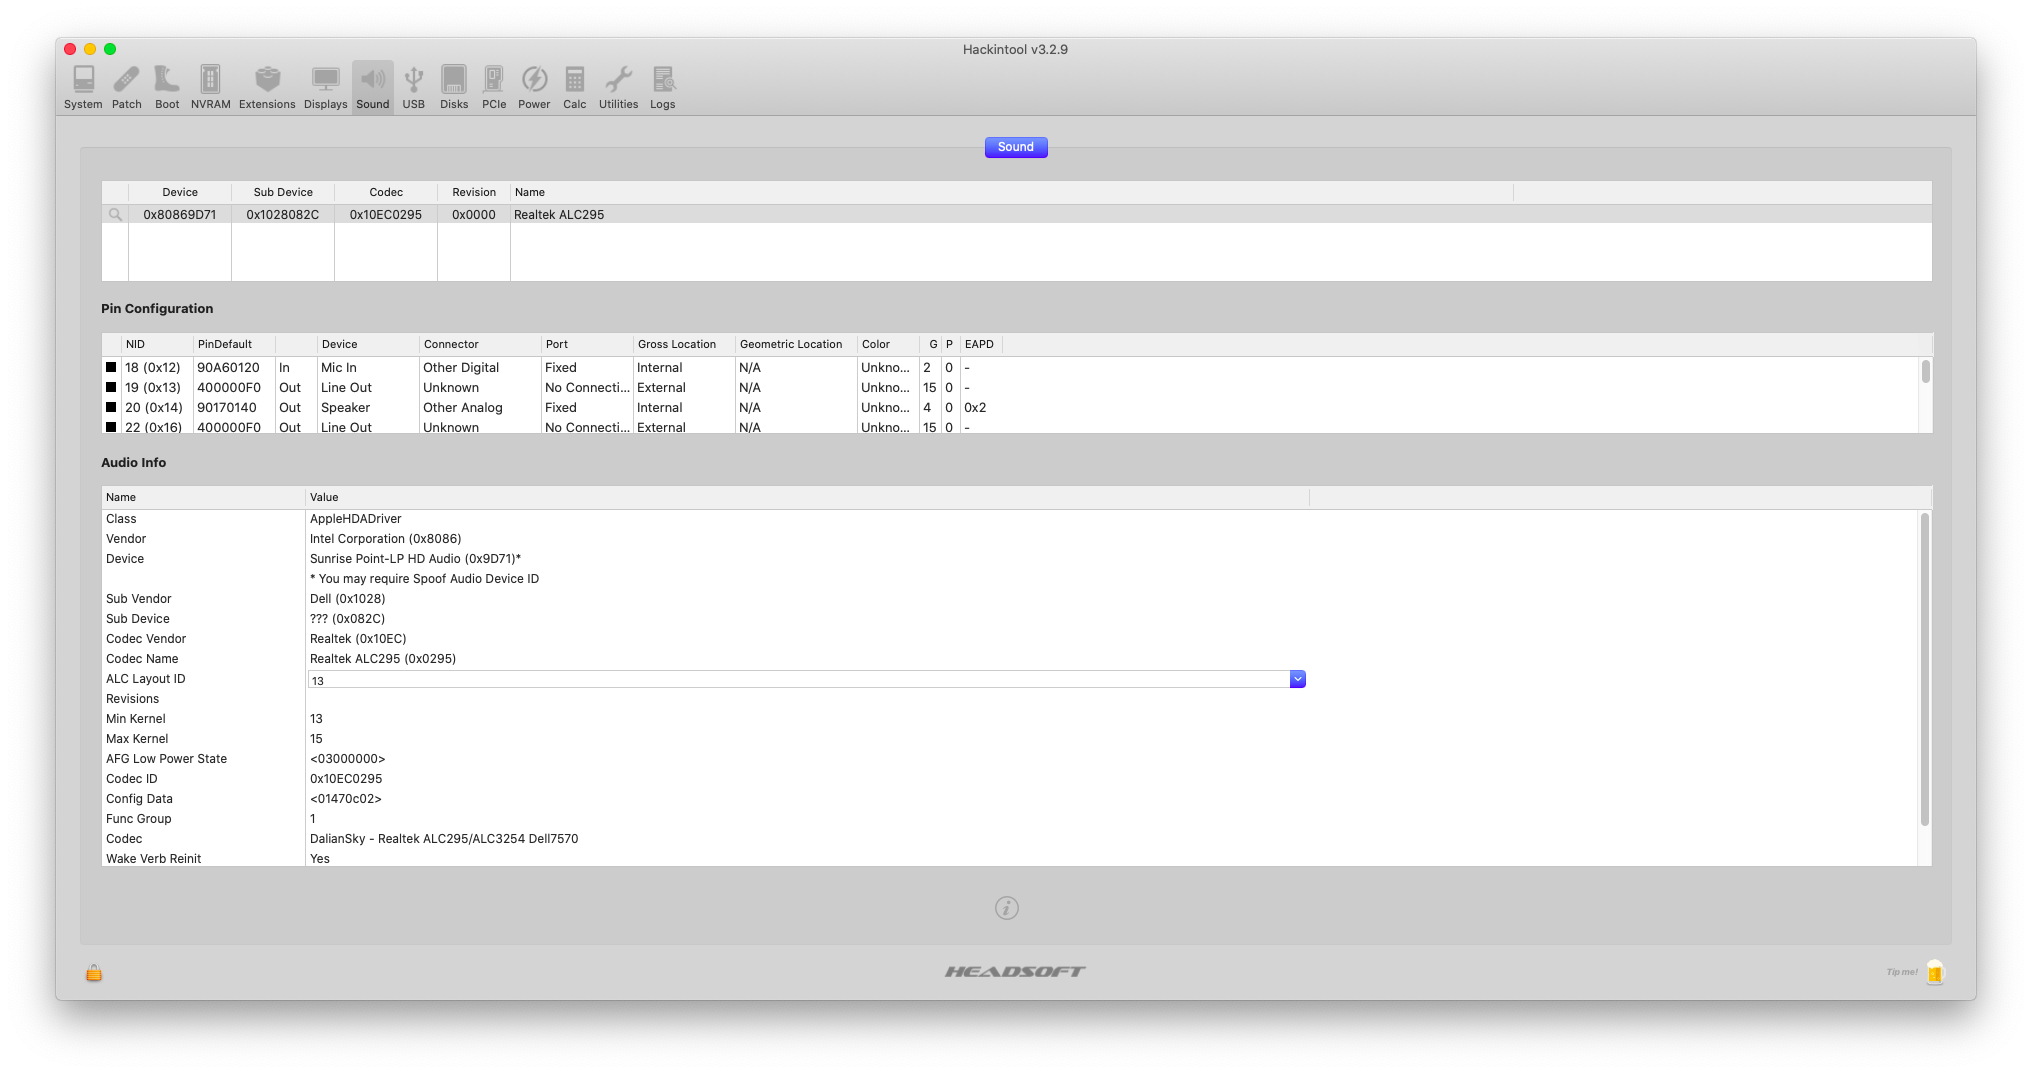 Hackintool v3.2.9
System Patch Boot NVRAM Extensions Displays Sound USB Disks PCIe Power Calc Utilities Logs
Sound
Device Sub Device Codec Revision Name
0x80869D71 0x1028082C 0x10EC0295 0x0000 Realtek ALC295
Pin Configuration
NID PinDefault Device Connector Port Gross Location Geometric Location Color G P EAPD
18 (0x12) 90A60120 In Mic In Other Digital Fixed Internal N/A Unkno... 2 0 -
19 (0x13) 400000F0 Out Line Out Unknown No Connecti... External N/A Unkno... 15 0 -
20 (0x14) 90170140 Out Speaker Other Analog Fixed Internal N/A Unkno... 4 0 0x2
22 (0x16) 400000F0 Out Line Out Unknown No Connecti... External N/A Unkno... 15 0 -
Audio Info
Name Value
Class AppleHDADriver
Vendor Intel Corporation (0x8086)
Device Sunrise Point-LP HD Audio (0x9D71)*
* You may require Spoof Audio Device ID
Sub Vendor Dell (0x1028)
Sub Device ??? (0x082C)
Codec Vendor Realtek (0x10EC)
Codec Name Realtek ALC295 (0x0295)
ALC Layout ID 13
Revisions
Min Kernel 13
Max Kernel 15
AFG Low Power State <03000000>
Codec ID 0x10EC0295
Config Data <01470c02>
Func Group 1
Codec DalianSky - Realtek ALC295/ALC3254 Dell7570
Wake Verb Reinit Yes
HEADSOFT
Tip me!